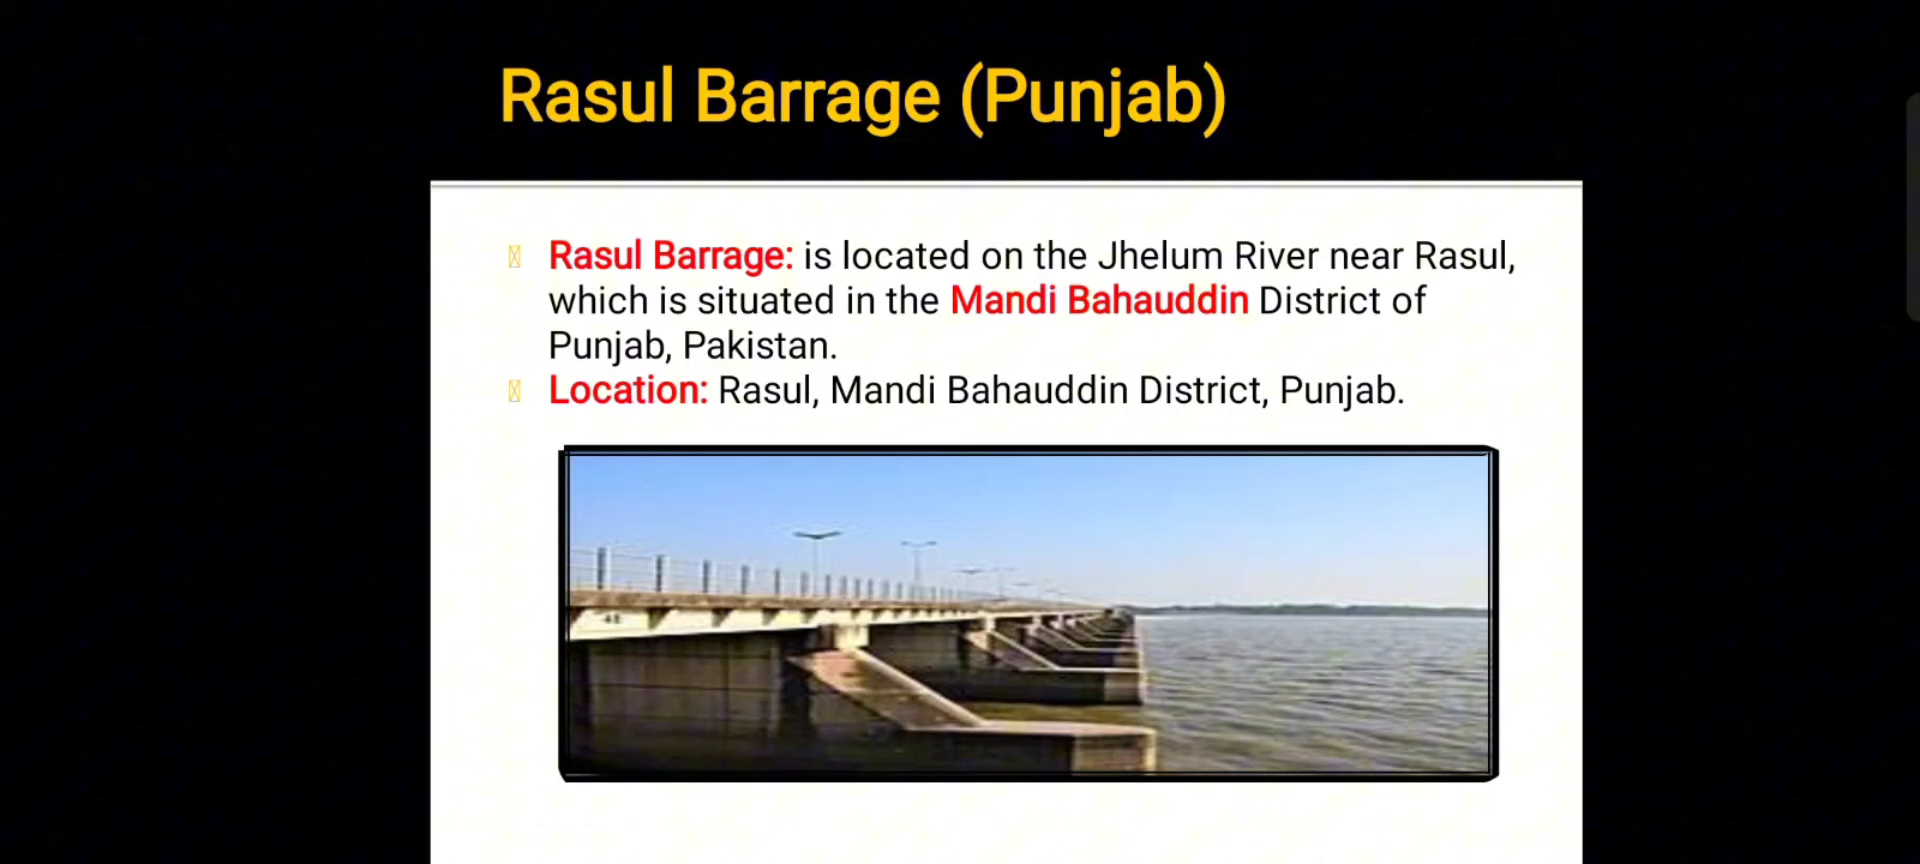 Rasul Barrage (Punjab)
Rasul Barrage: is located on the Jhelum River near Rasul,
which is situated in the Mandi Bahauddin District of
Punjab, Pakistan.
Location: Rasul, Mandi Bahauddin District, Punjab.